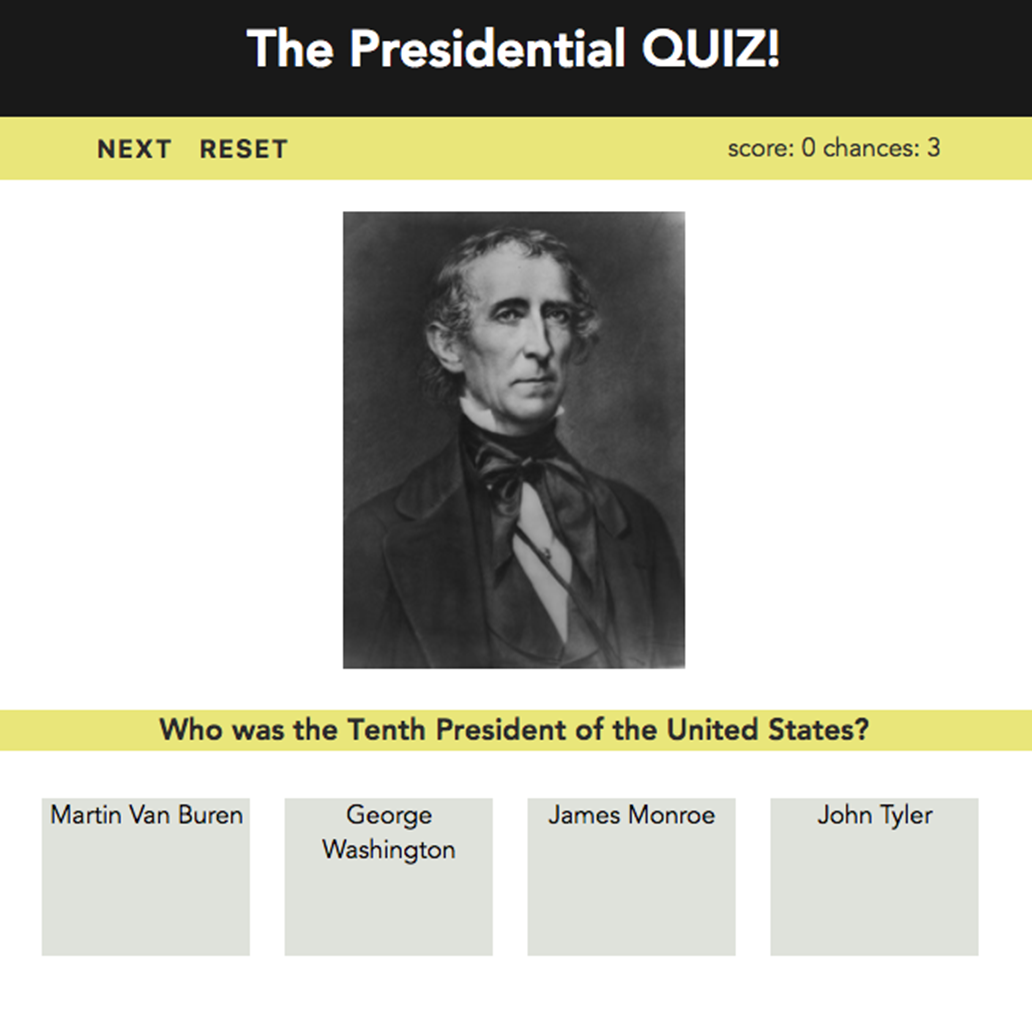 The Presidential QUIZ!
NEXT RESET score: 0 chances: 3
Who was the Tenth President of the United States?
Martin Van Buren
George
Washington
James Monroe
John Tyler